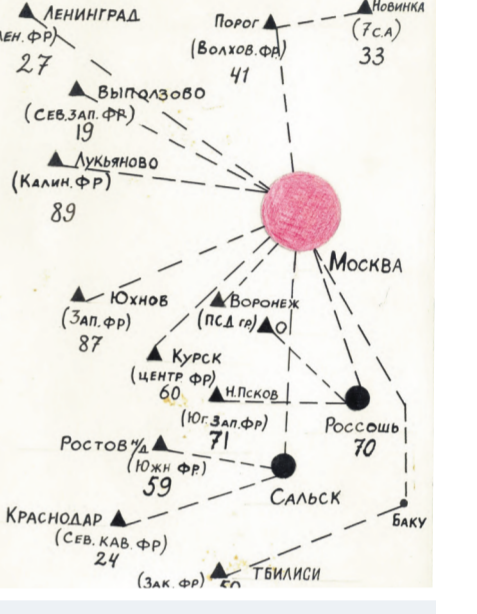 ЛЕНИНГРАД
ЛЕН. ФР)
27
ПОРОГ
(ВОЛХОВ. ФР)
41
НОВИНКА
(7 С.А)
33
ВЫПОЛЗОВО
(СЕВ.ЗАП. ФР)
19
ЛУКЬЯНОВО
(КАЛИН. ФР)
89
МОСКВА
ЮХНОВ
(ЗАП. ФР)
87
ВОРОНЕЖ
(ПСД ГР)
О
КУРСК
(ЦЕНТР ФР)
60
Н.ПСКОВ
(ЮГ.ЗАП.ФР)
71
РОССОШЬ
70
РОСТОВ Н/Д
(ЮЖН ФР.)
59
САЛЬСК
КРАСНОДАР
(СЕВ. КАВ. ФР)
24
БАКУ
ТБИЛИСИ
(ЗАК. ФР)
50